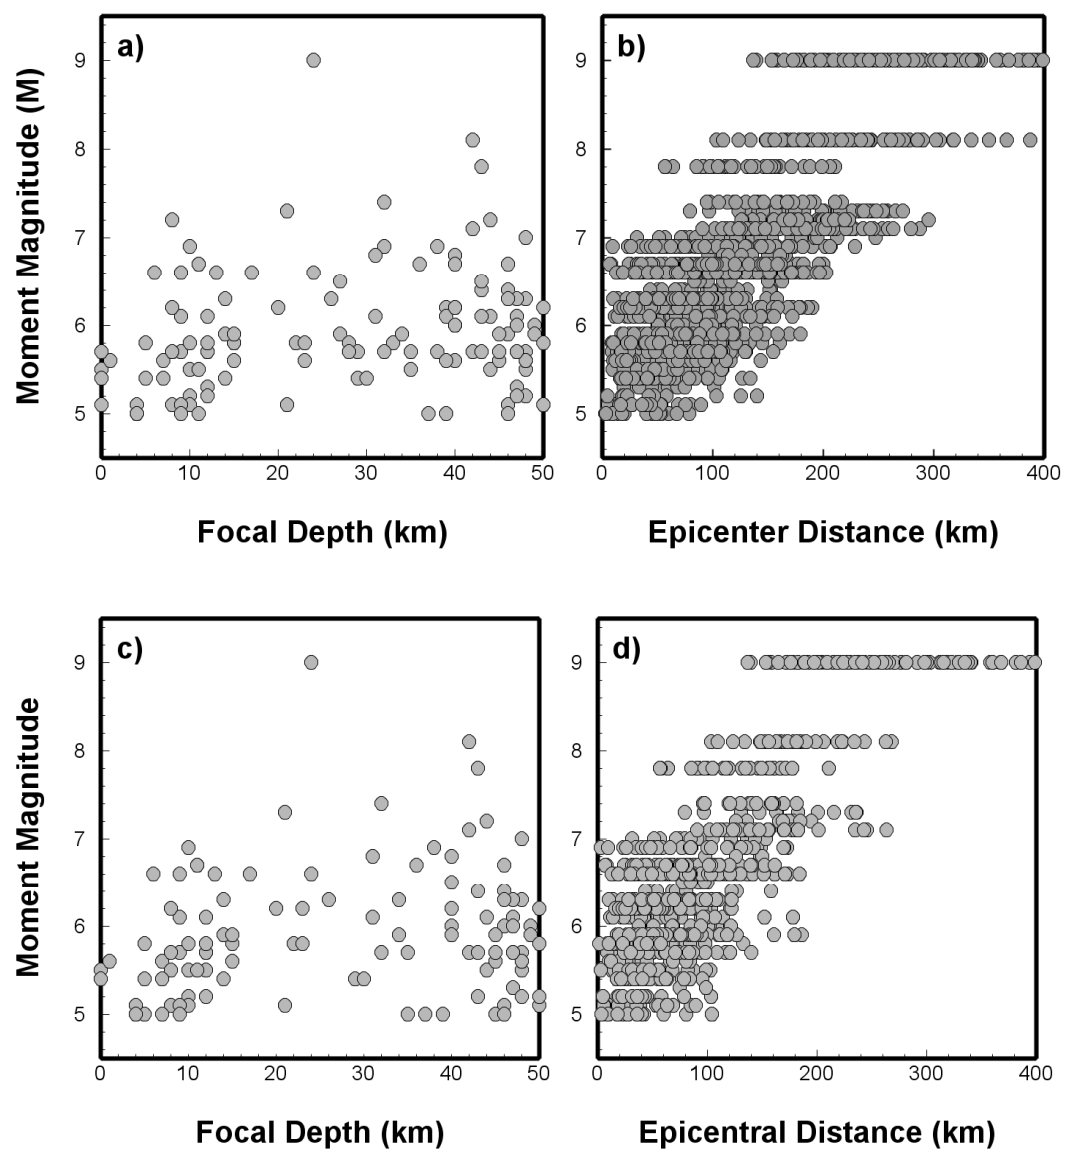 a)
b)
9
8
7
6
5
Moment Magnitude (M)
9
8
7
6
5
0 10 20 30 40 50
0 100 200 300 400
Focal Depth (km)
Epicenter Distance (km)
c)
d)
9
8
7
6
5
Moment Magnitude
9
8
7
6
5
0 10 20 30 40 50
0 100 200 300 400
Focal Depth (km)
Epicentral Distance (km)